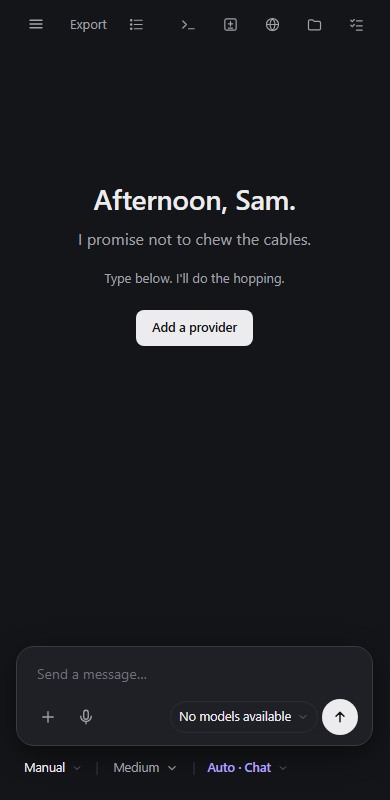 Export
Afternoon, Sam.
I promise not to chew the cables.
Type below. I'll do the hopping.
Add a provider
Send a message...
No models available
Manual
Medium
Auto · Chat